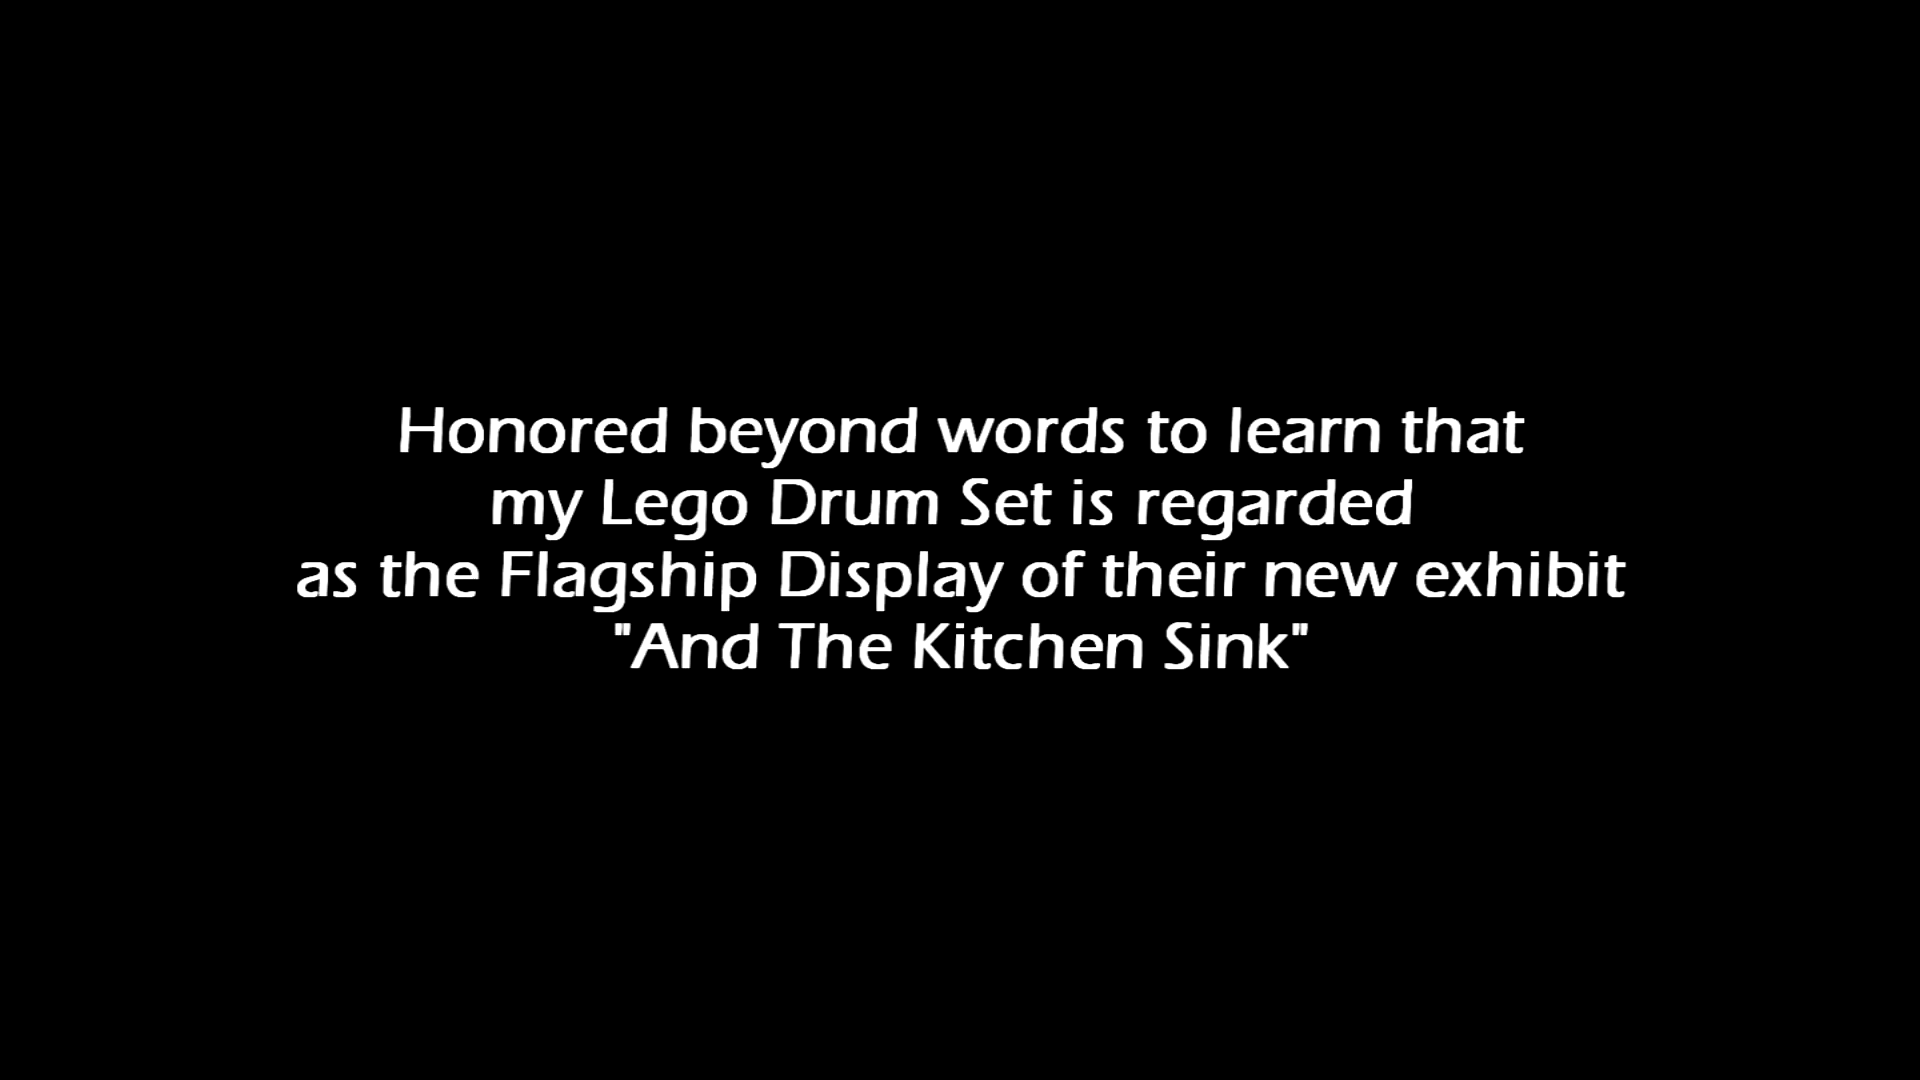 Honored beyond words to learn that
my Lego Drum Set is regarded
as the Flagship Display of their new exhibit
"And The Kitchen Sink"